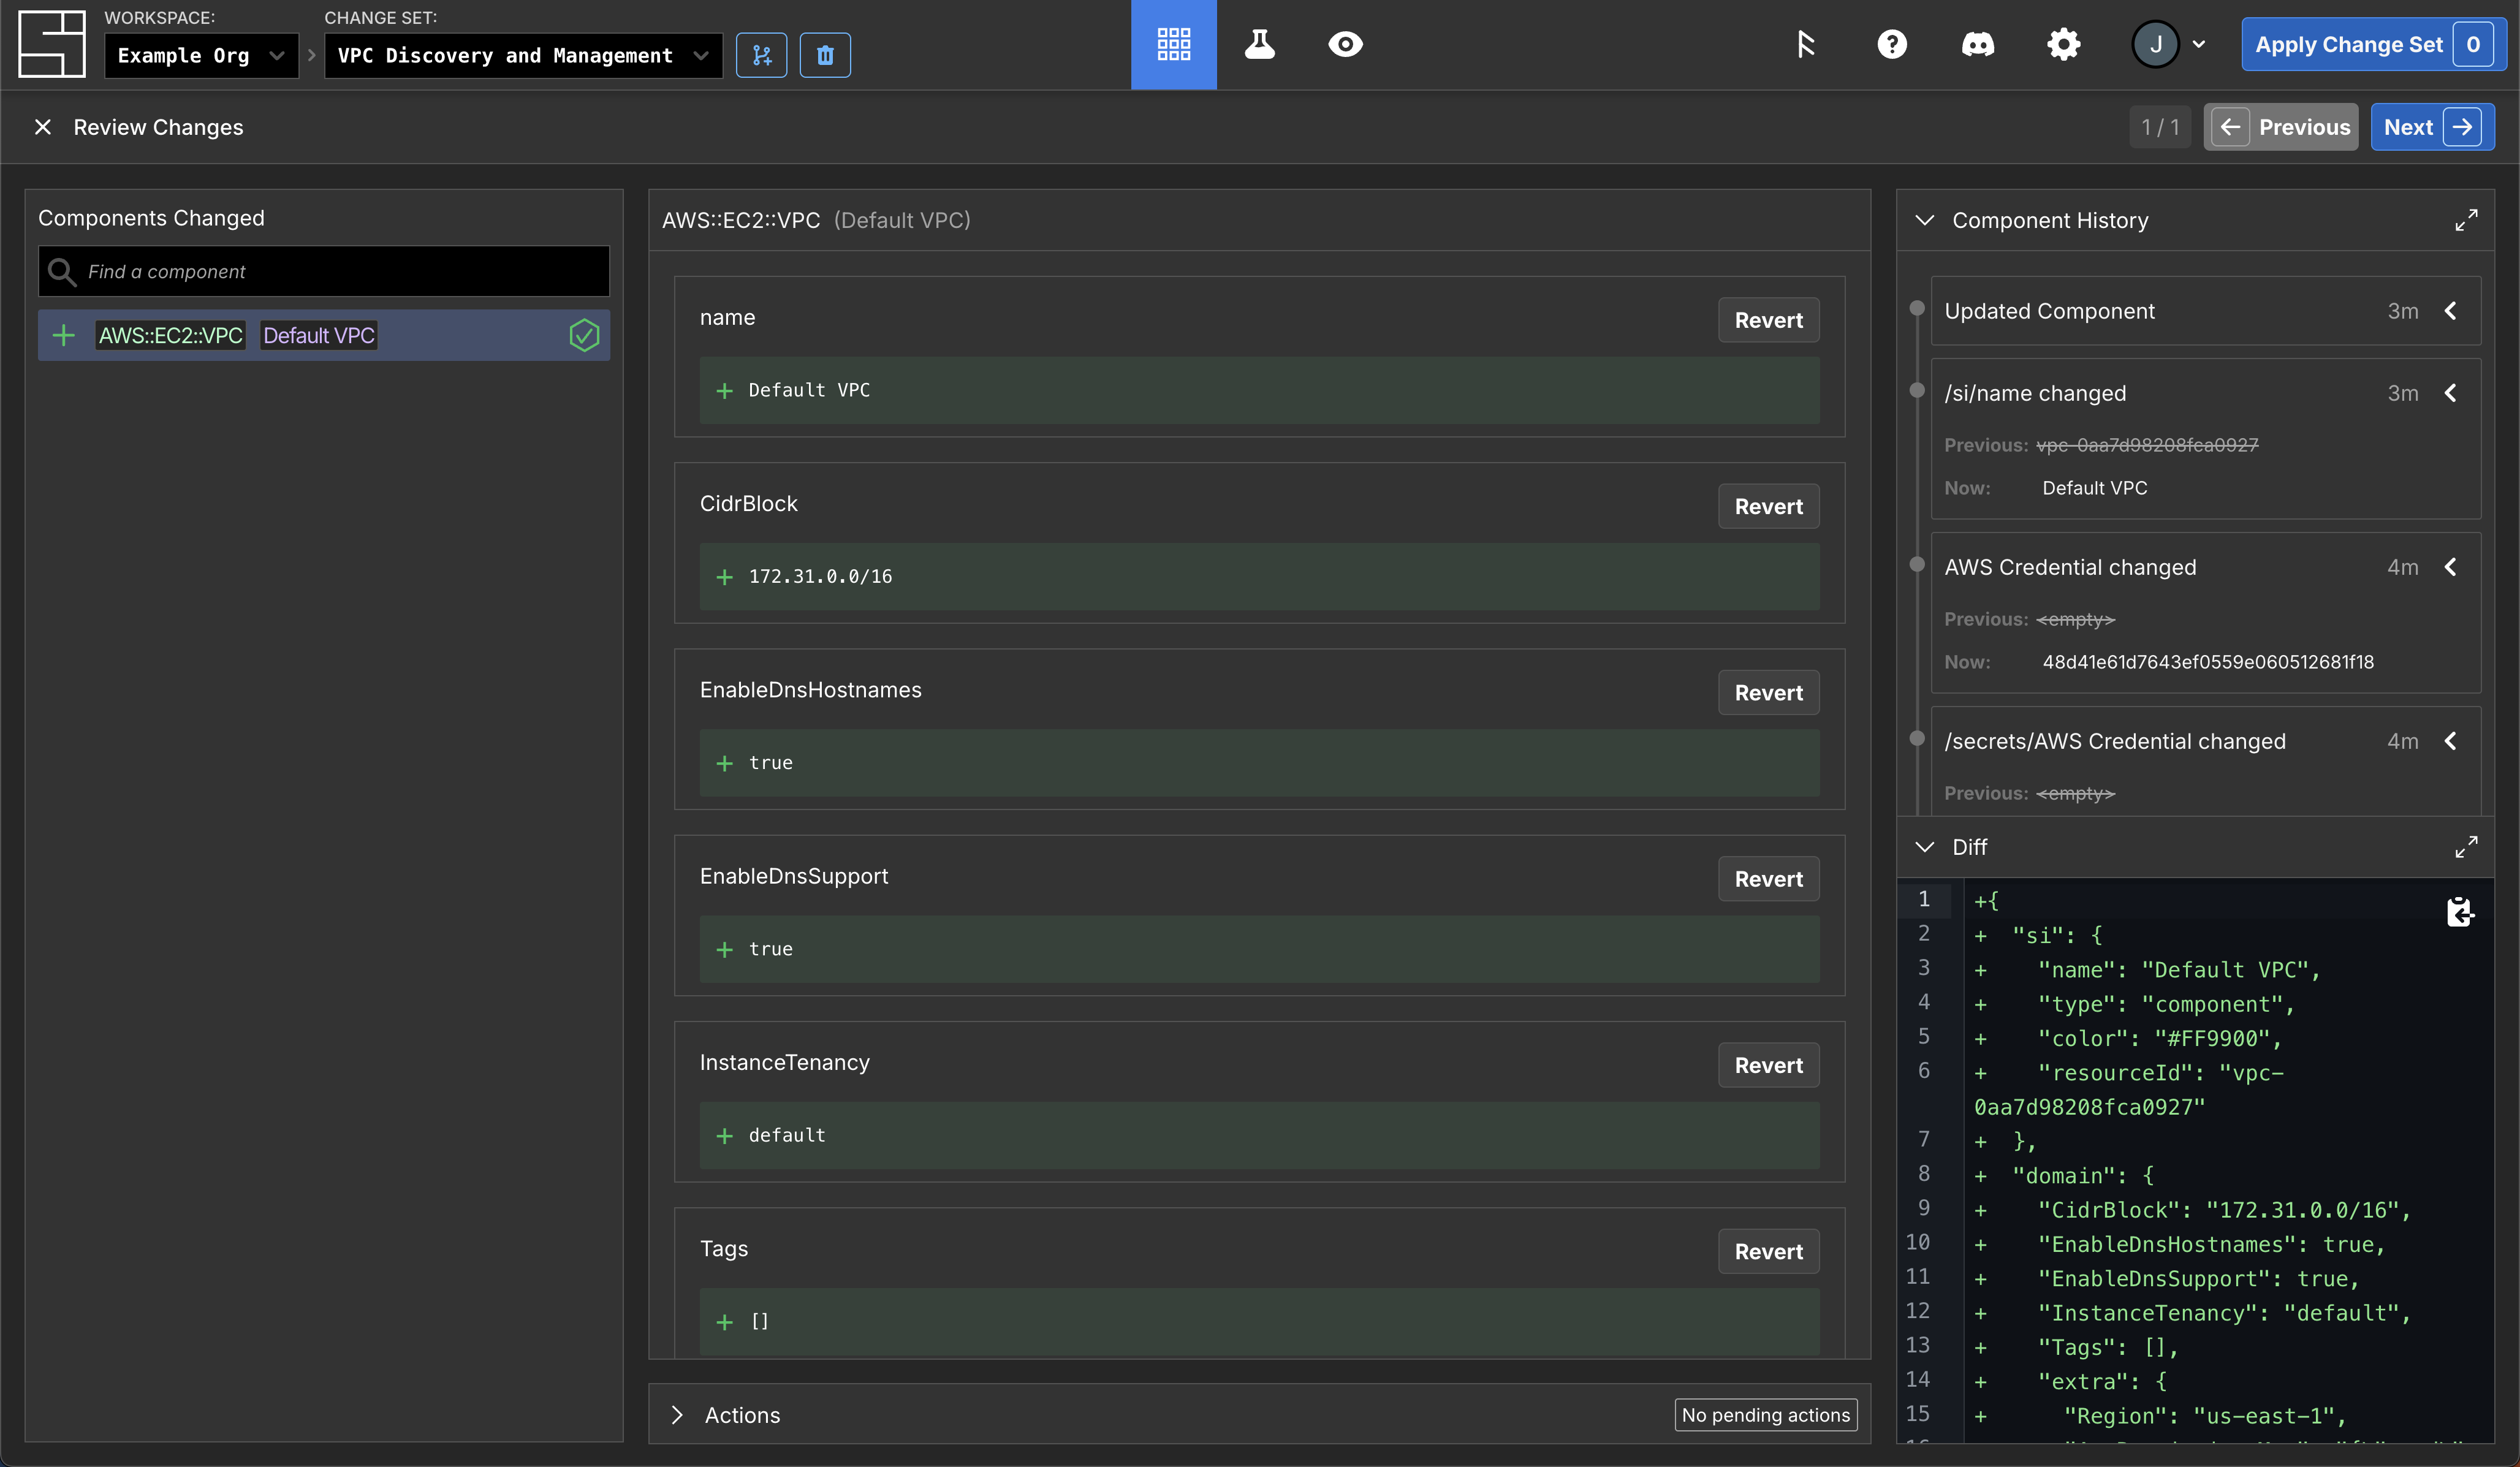 WORKSPACE:
Example Org
CHANGE SET:
VPC Discovery and Management
J
Apply Change Set 0
Review Changes
1 / 1
Previous
Next
Components Changed
Find a component
AWS::EC2::VPC Default VPC
AWS::EC2::VPC (Default VPC)
name
Revert
+ Default VPC
CidrBlock
Revert
+ 172.31.0.0/16
EnableDnsHostnames
Revert
+ true
EnableDnsSupport
Revert
+ true
InstanceTenancy
Revert
+ default
Tags
Revert
+ []
Actions
No pending actions
Component History
Updated Component 3m
/si/name changed 3m
Previous: vpc-0aa7d98208fca0927
Now: Default VPC
AWS Credential changed 4m
Previous: <empty>
Now: 48d41e61d7643ef0559e060512681f18
/secrets/AWS Credential changed 4m
Previous: <empty>
Diff
1 +{
2 + "si": {
3 + "name": "Default VPC",
4 + "type": "component",
5 + "color": "#FF9900",
6 + "resourceId": "vpc-
0aa7d98208fca0927"
7 + },
8 + "domain": {
9 + "CidrBlock": "172.31.0.0/16",
10 + "EnableDnsHostnames": true,
11 + "EnableDnsSupport": true,
12 + "InstanceTenancy": "default",
13 + "Tags": [],
14 + "extra": {
15 + "Region": "us-east-1",